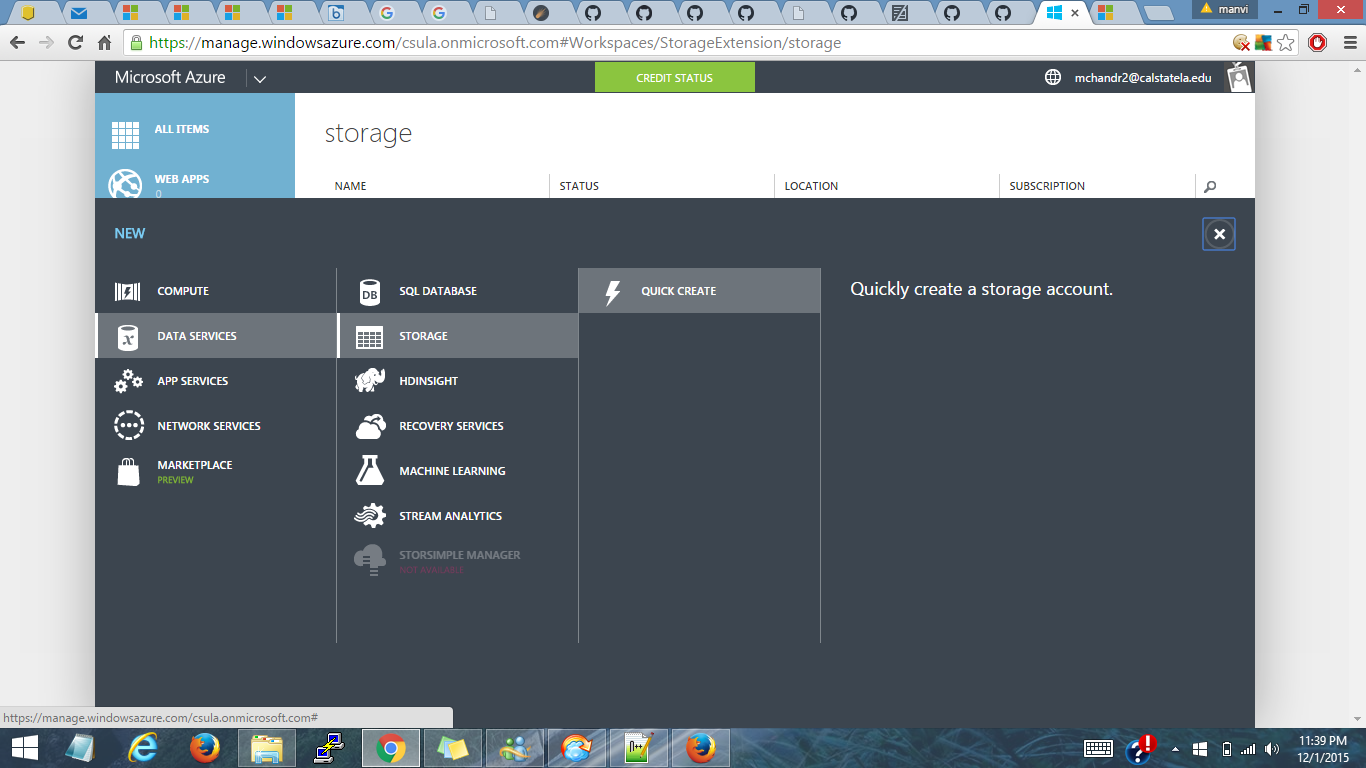 manvi
https://manage.windowsazure.com/csula.onmicrosoft.com#Workspaces/StorageExtension/storage
Microsoft Azure
CREDIT STATUS
mchandr2@calstatela.edu
ALL ITEMS
storage
WEB APPS
0
NAME
STATUS
LOCATION
SUBSCRIPTION
NEW
COMPUTE
SQL DATABASE
DB
QUICK CREATE
Quickly create a storage account.
DATA SERVICES
x
STORAGE
APP SERVICES
HDINSIGHT
NETWORK SERVICES
RECOVERY SERVICES
MARKETPLACE
PREVIEW
MACHINE LEARNING
STREAM ANALYTICS
STORSIMPLE MANAGER
NOT AVAILABLE
https://manage.windowsazure.com/csula.onmicrosoft.com#
11:39 PM
12/1/2015